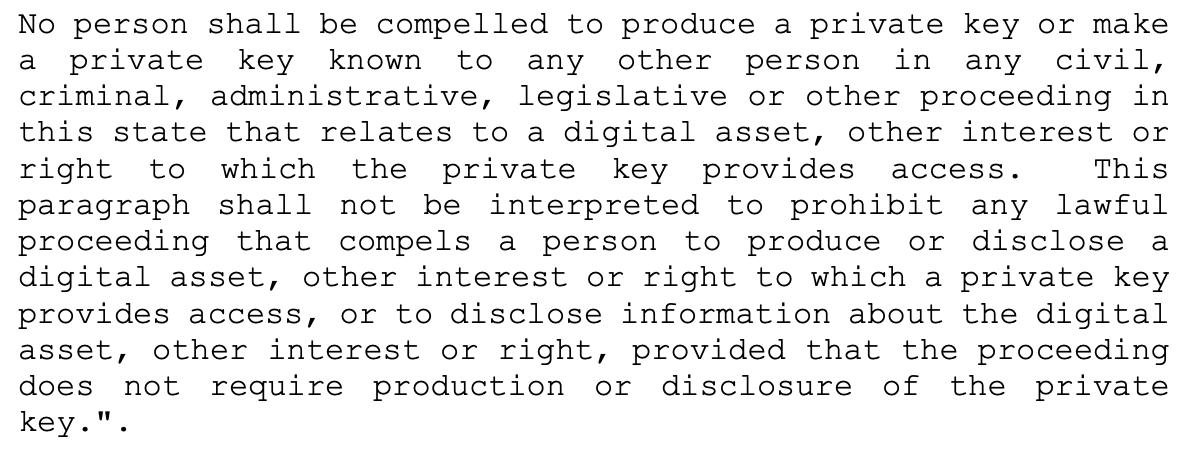 No person shall be compelled to produce a private key or make
a private key known to any other person in any civil,
criminal, administrative, legislative or other proceeding in
this state that relates to a digital asset, other interest or
right to which the private key provides access. This
paragraph shall not be interpreted to prohibit any lawful
proceeding that compels a person to produce or disclose a
digital asset, other interest or right to which a private key
provides access, or to disclose information about the digital
asset, other interest or right, provided that the proceeding
does not require production or disclosure of the private
key.".